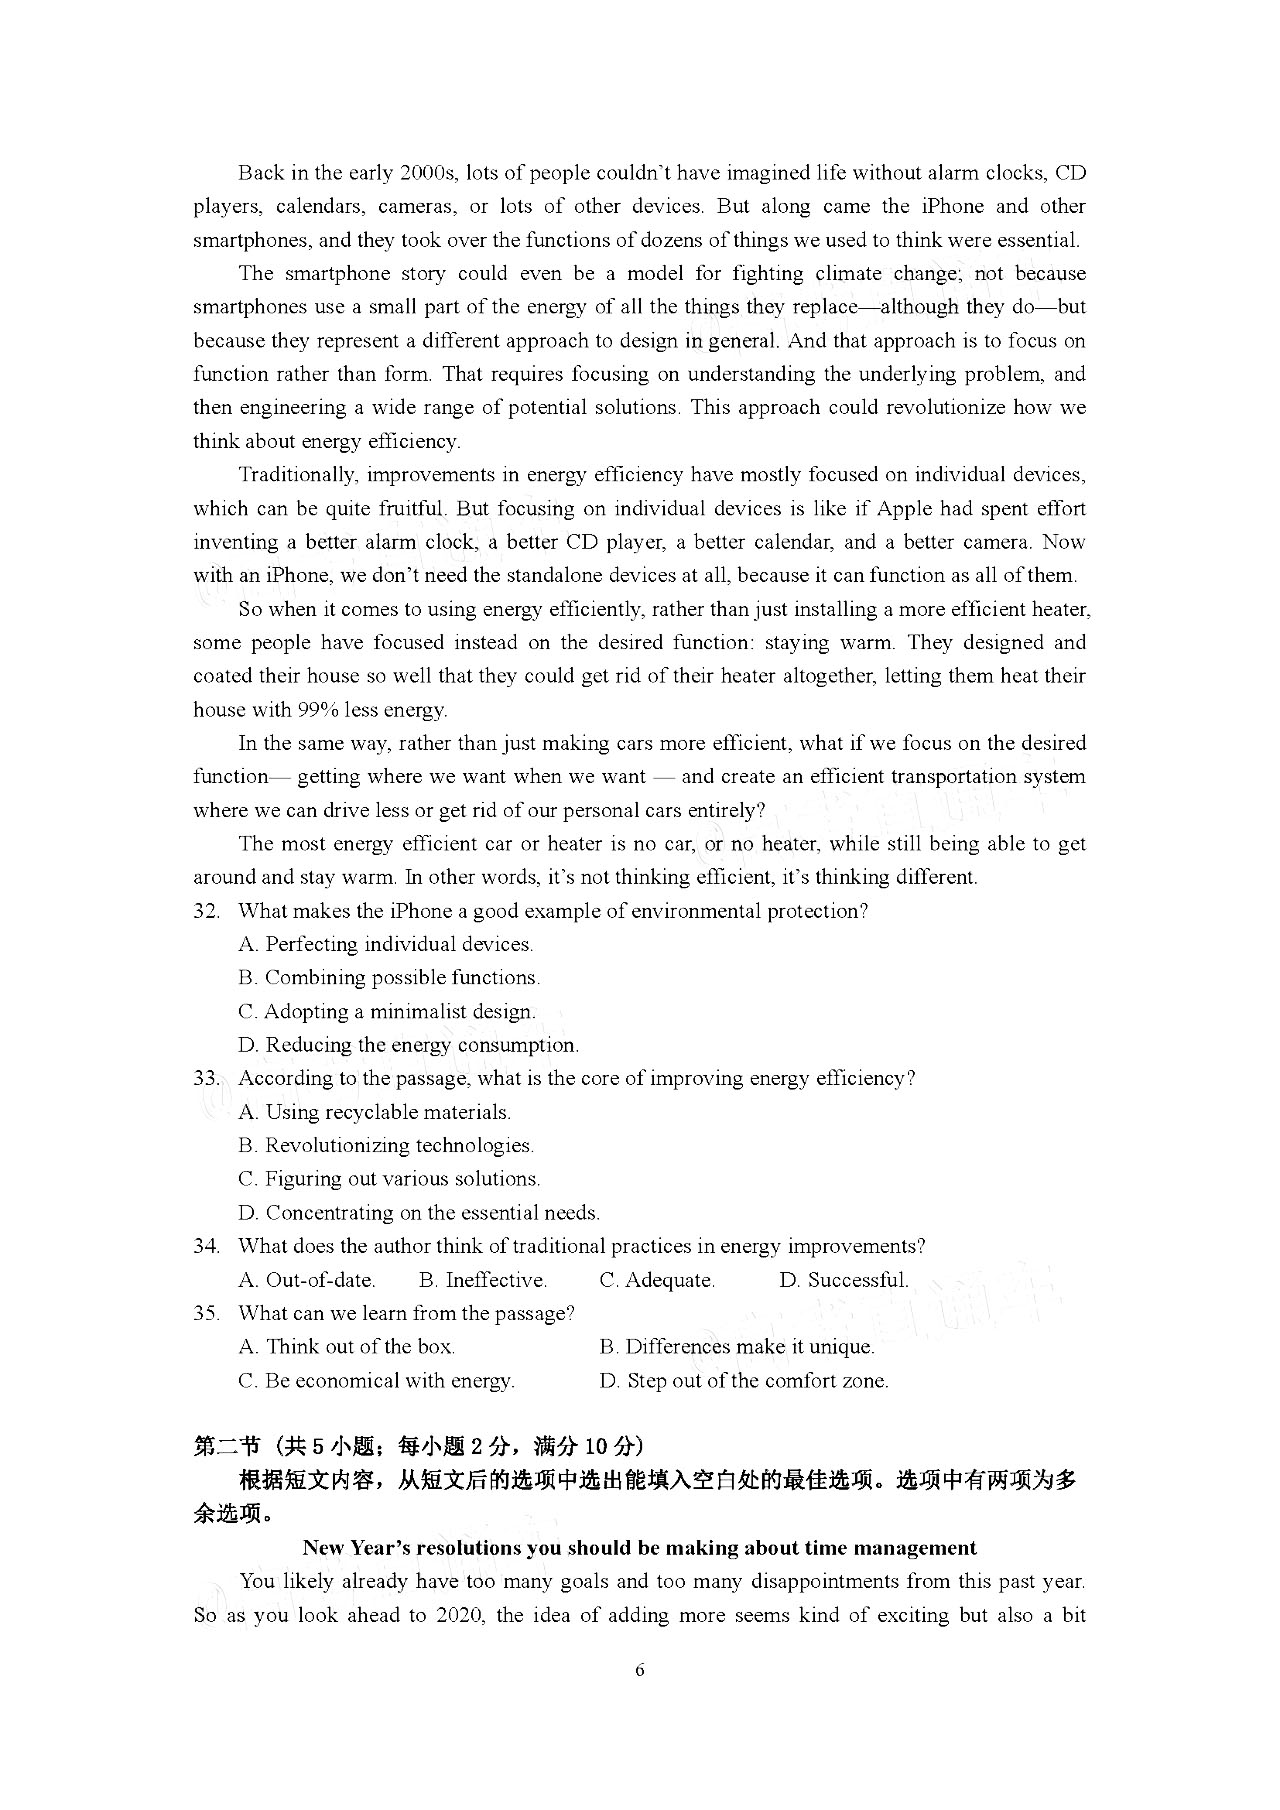 Back in the early 2000s, lots of people couldn't have imagined life without alarm clocks, CD
players, calendars, cameras, or lots of other devices. But along came the iPhone and other
smartphones, and they took over the functions of dozens of things we used to think were essential.
The smartphone story could even be a model for fighting climate change; not because
smartphones use a small part of the energy of all the things they replace—although they do—but
because they represent a different approach to design in general. And that approach is to focus on
function rather than form. That requires focusing on understanding the underlying problem, and
then engineering a wide range of potential solutions. This approach could revolutionize how we
think about energy efficiency.
Traditionally, improvements in energy efficiency have mostly focused on individual devices,
which can be quite fruitful. But focusing on individual devices is like if Apple had spent effort
inventing a better alarm clock, a better CD player, a better calendar, and a better camera. Now
with an iPhone, we don't need the standalone devices at all, because it can function as all of them.
So when it comes to using energy efficiently, rather than just installing a more efficient heater,
some people have focused instead on the desired function: staying warm. They designed and
coated their house so well that they could get rid of their heater altogether, letting them heat their
house with 99% less energy.
In the same way, rather than just making cars more efficient, what if we focus on the desired
function— getting where we want when we want — and create an efficient transportation system
where we can drive less or get rid of our personal cars entirely?
The most energy efficient car or heater is no car, or no heater, while still being able to get
around and stay warm. In other words, it's not thinking efficient, it's thinking different.
32. What makes the iPhone a good example of environmental protection?
A. Perfecting individual devices.
B. Combining possible functions.
C. Adopting a minimalist design.
D. Reducing the energy consumption.
33. According to the passage, what is the core of improving energy efficiency?
A. Using recyclable materials.
B. Revolutionizing technologies.
C. Figuring out various solutions.
D. Concentrating on the essential needs.
34. What does the author think of traditional practices in energy improvements?
A. Out-of-date. B. Ineffective. C. Adequate. D. Successful.
35. What can we learn from the passage?
A. Think out of the box. B. Differences make it unique.
C. Be economical with energy. D. Step out of the comfort zone.
第二节（共 5 小题；每小题 2 分，满分 10 分）
根据短文内容，从短文后的选项中选出能填入空白处的最佳选项。选项中有两项为多
余选项。
New Year's resolutions you should be making about time management
You likely already have too many goals and too many disappointments from this past year.
So as you look ahead to 2020, the idea of adding more seems kind of exciting but also a bit
6